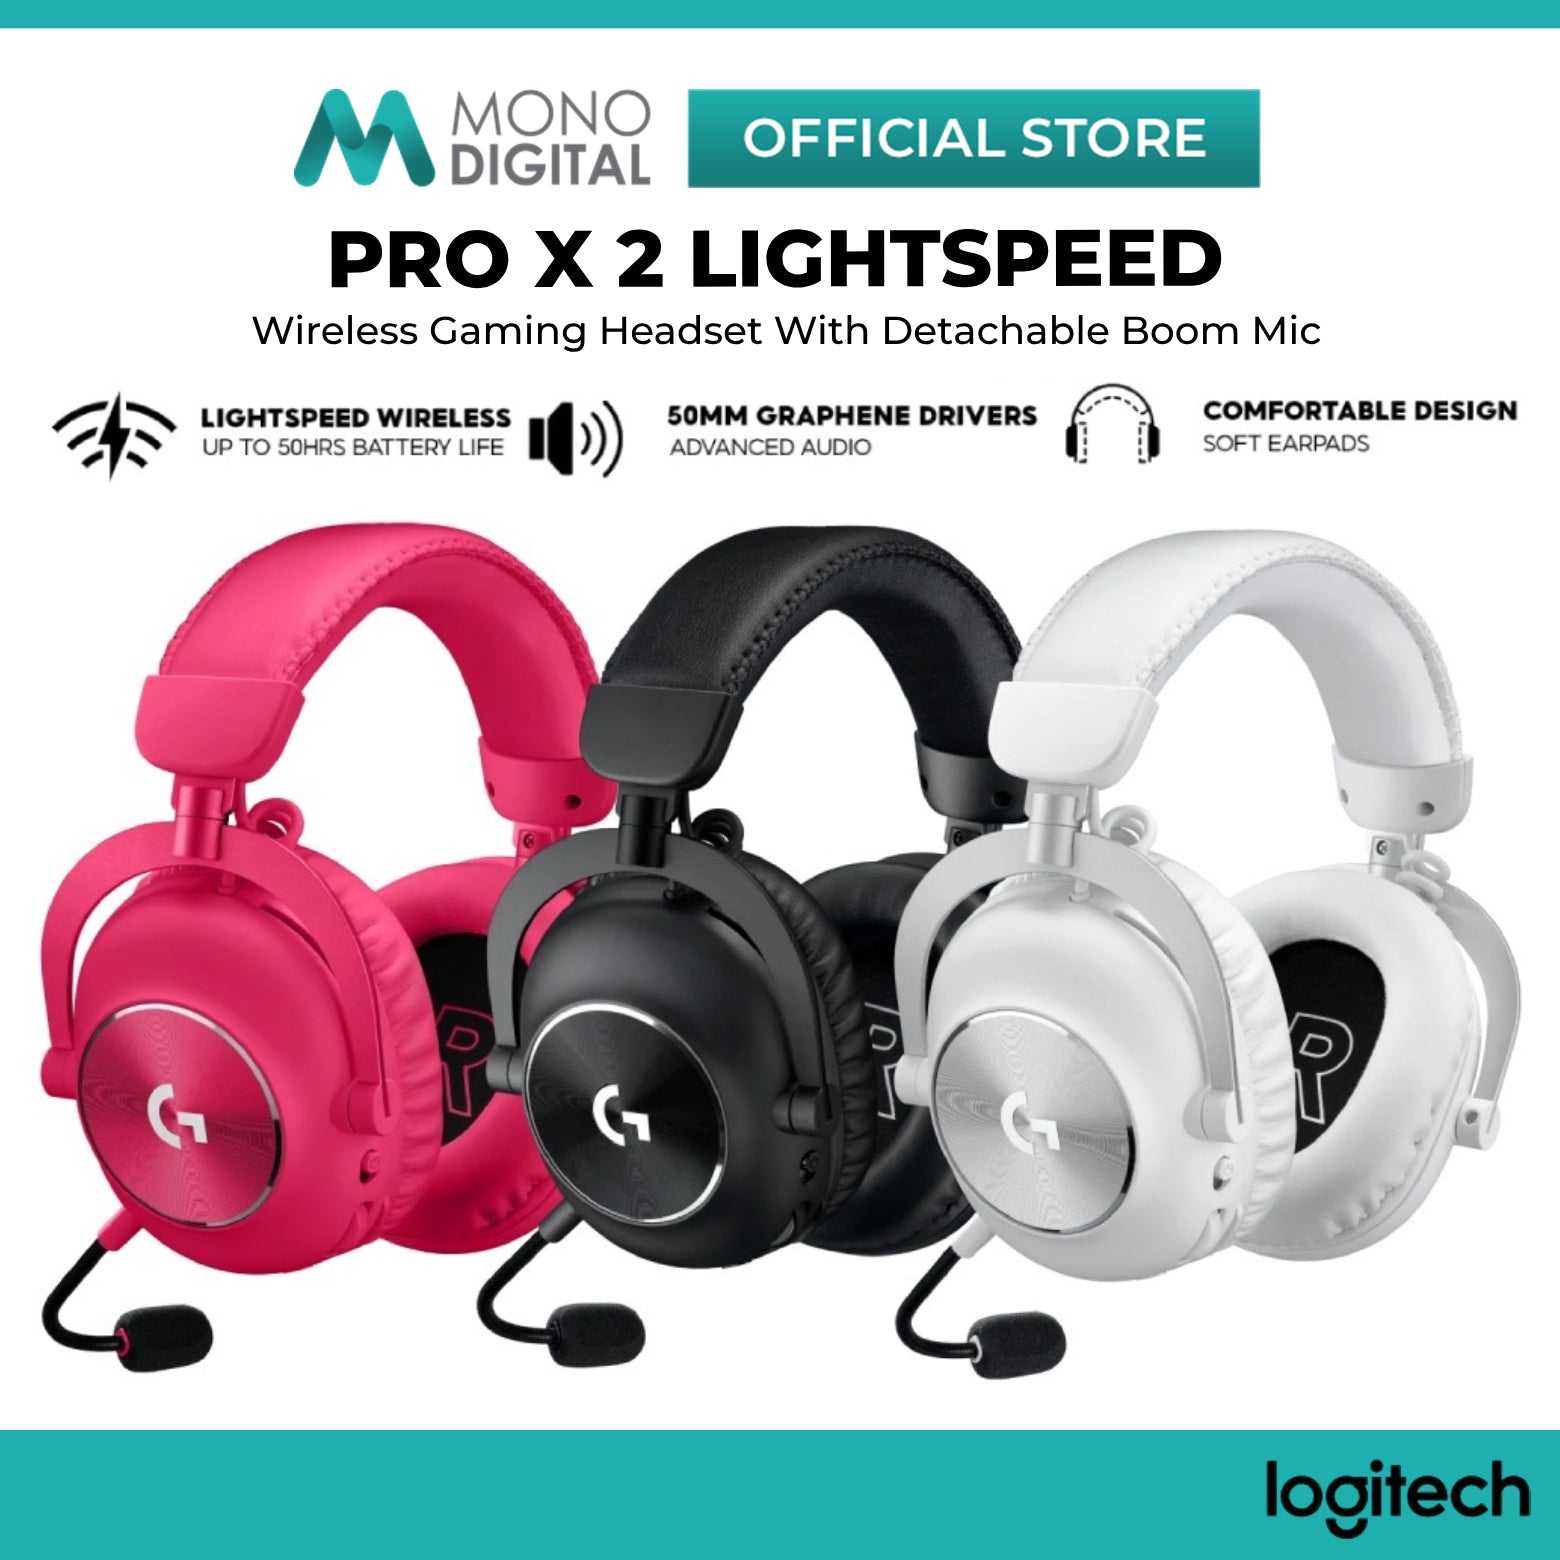 MONO
DIGITAL
OFFICIAL STORE
PRO X 2 LIGHTSPEED
Wireless Gaming Headset With Detachable Boom Mic
LIGHTSPEED WIRELESS
UP TO 50HRS BATTERY LIFE
50MM GRAPHENE DRIVERS
ADVANCED AUDIO
COMFORTABLE DESIGN
SOFT EARPADS
R
R
R
logitech